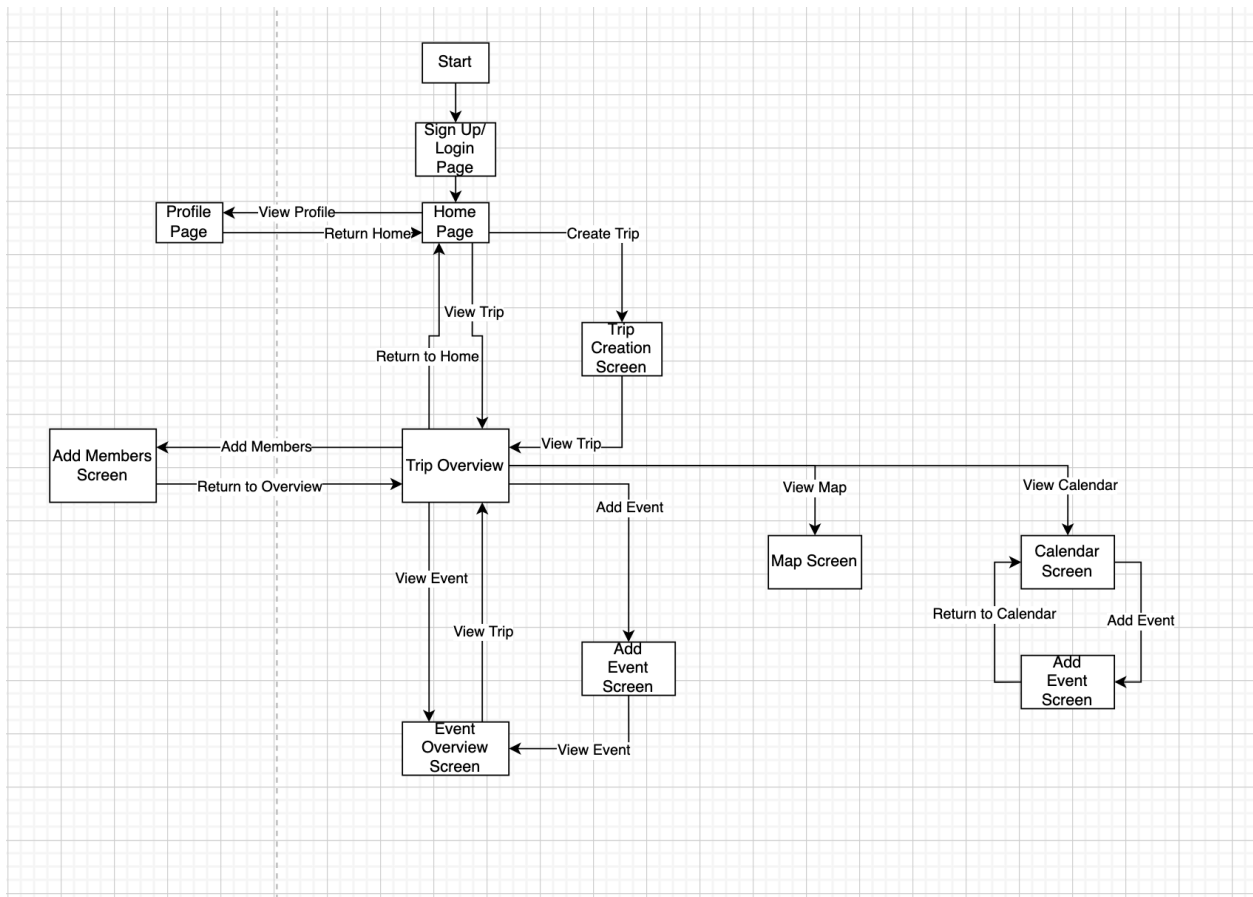 Start
Sign Up/
Login
Page
Profile
Page
View Profile
Return Home
Home
Page
Create Trip
View Trip
Return to Home
Trip
Creation
Screen
View Trip
Add Members
Screen
Add Members
Return to Overview
Trip Overview
View Map
View Calendar
Add Event
Map Screen
Calendar
Screen
View Event
View Trip
Return to Calendar
Add Event
Add
Event
Screen
Add
Event
Screen
Event
Overview
Screen
View Event